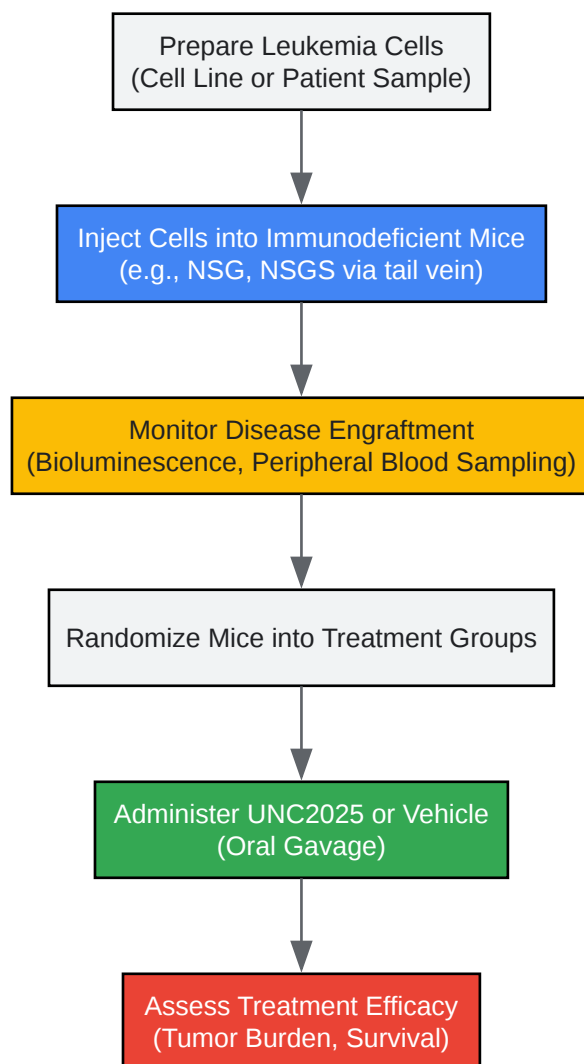 Prepare Leukemia Cells
(Cell Line or Patient Sample)
Inject Cells into Immunodeficient Mice
(e.g., NSG, NSGS via tail vein)
Monitor Disease Engraftment
(Bioluminescence, Peripheral Blood Sampling)
Randomize Mice into Treatment Groups
Administer UNC2025 or Vehicle
(Oral Gavage)
Assess Treatment Efficacy
(Tumor Burden, Survival)